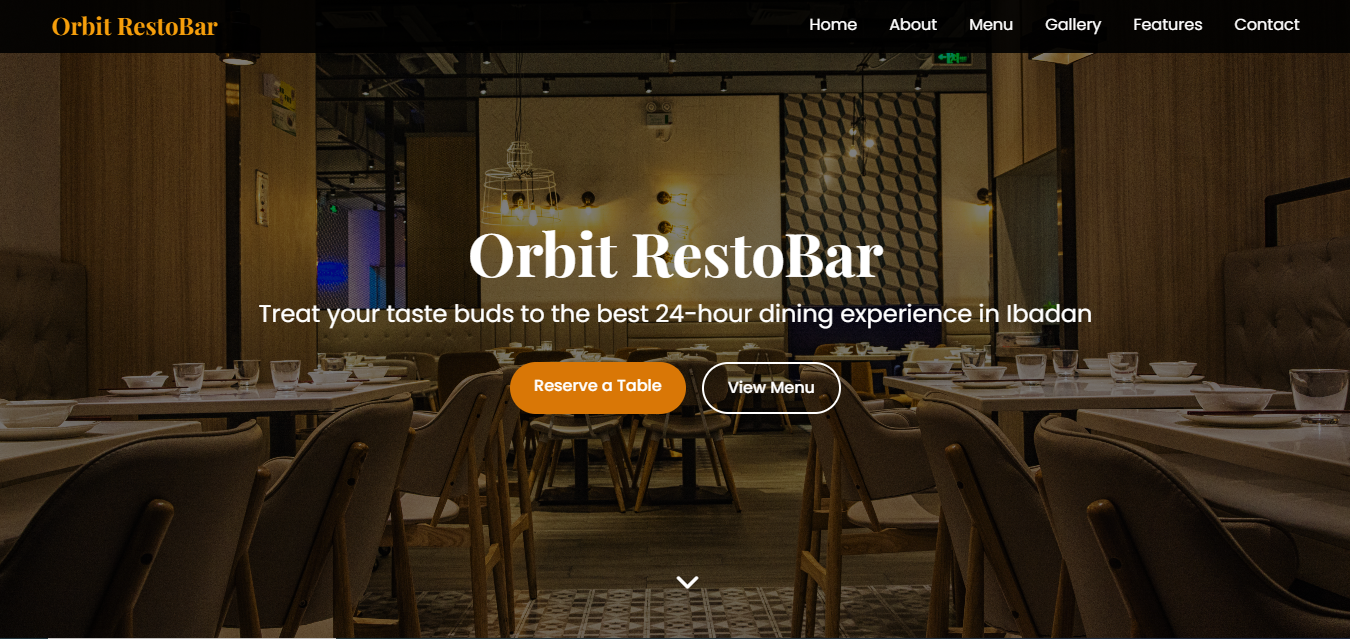 Orbit RestoBar
Home About Menu Gallery Features Contact
Orbit RestoBar
Treat your taste buds to the best 24-hour dining experience in Ibadan
Reserve a Table View Menu